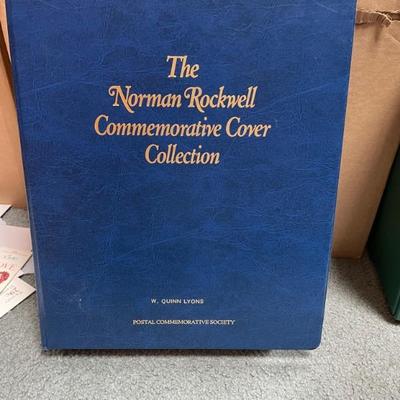 The
Norman Rockwell
Commemorative Cover
Collection
W. QUINN LYONS
POSTAL COMMEMORATIVE SOCIETY